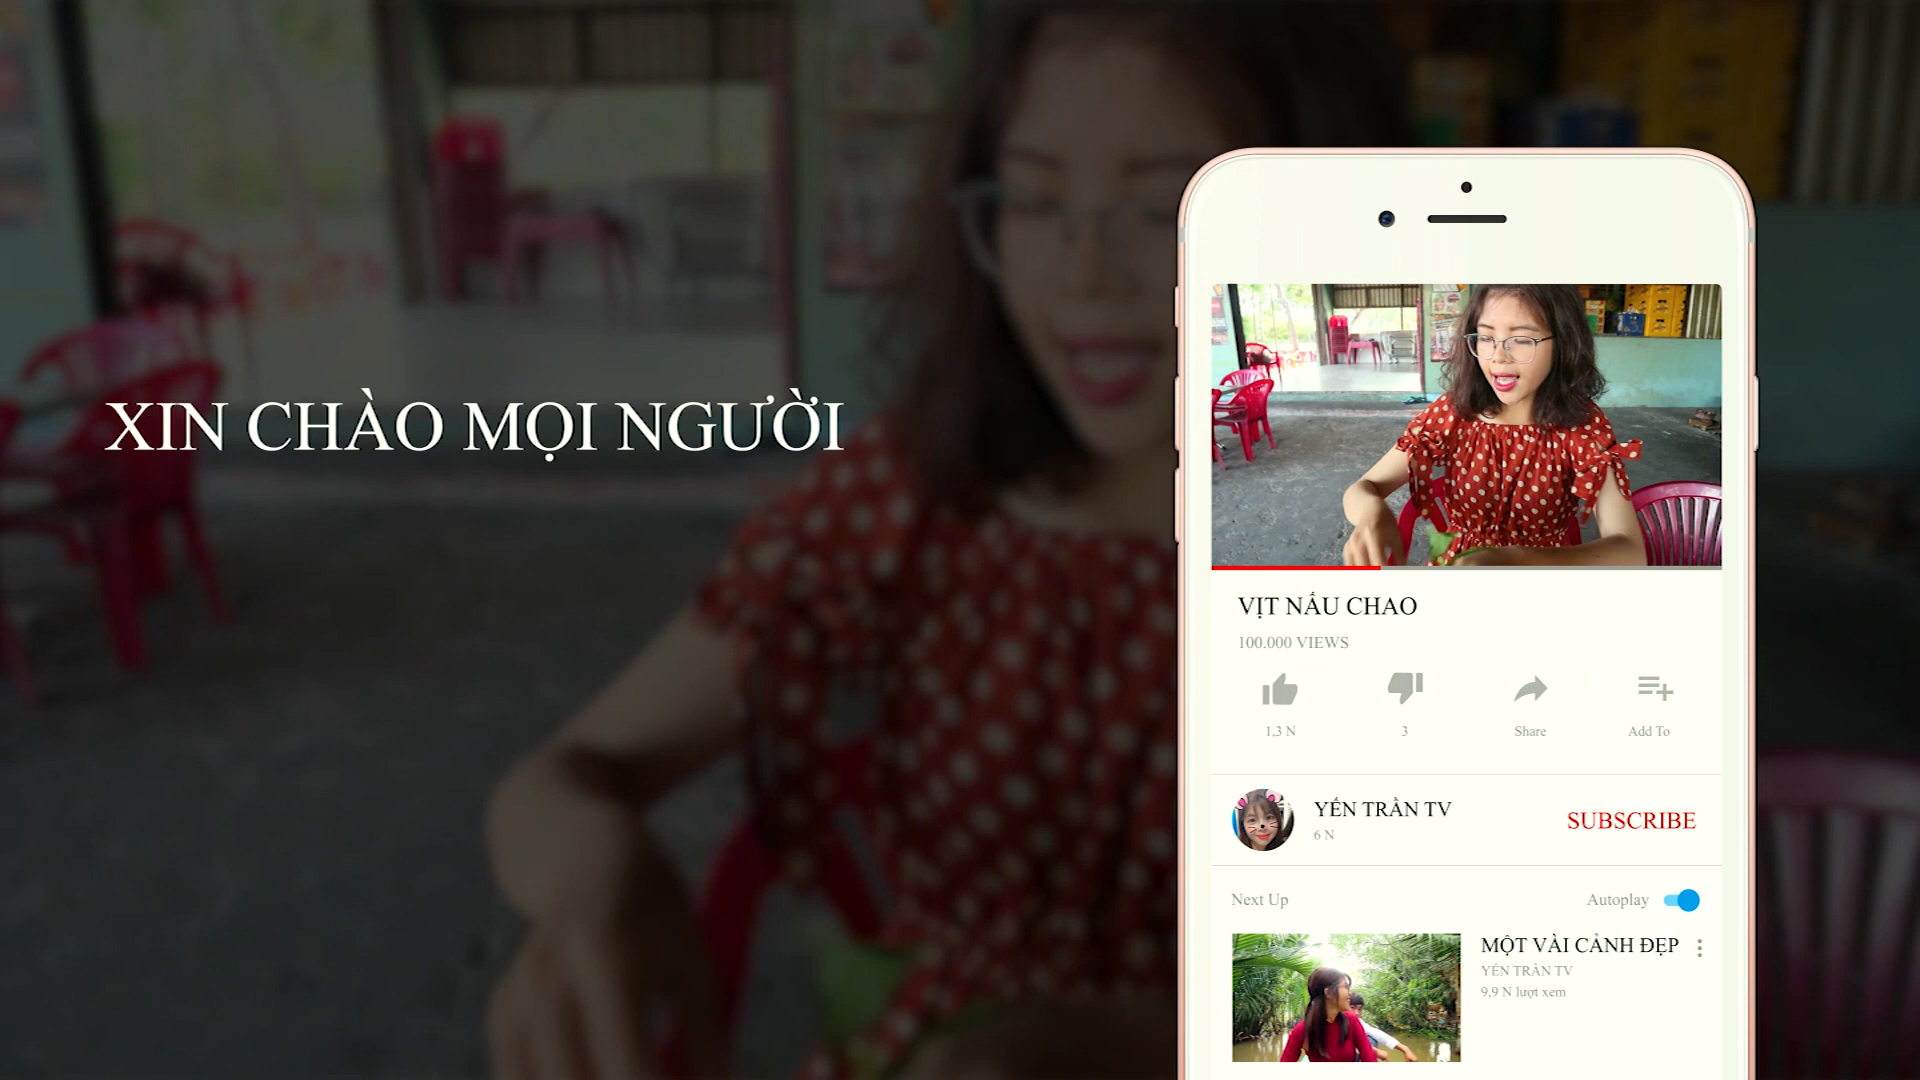 XIN CHÀO MỌI NGƯỜI
VỊT NẤU CHAO
100.000 VIEWS
1,3 N
3
Share
Add To
YẾN TRẦN TV
6 N
SUBSCRIBE
Next Up
Autoplay
MỘT VÀI CẢNH ĐẸP
YẾN TRẦN TV
9,9 N lượt xem